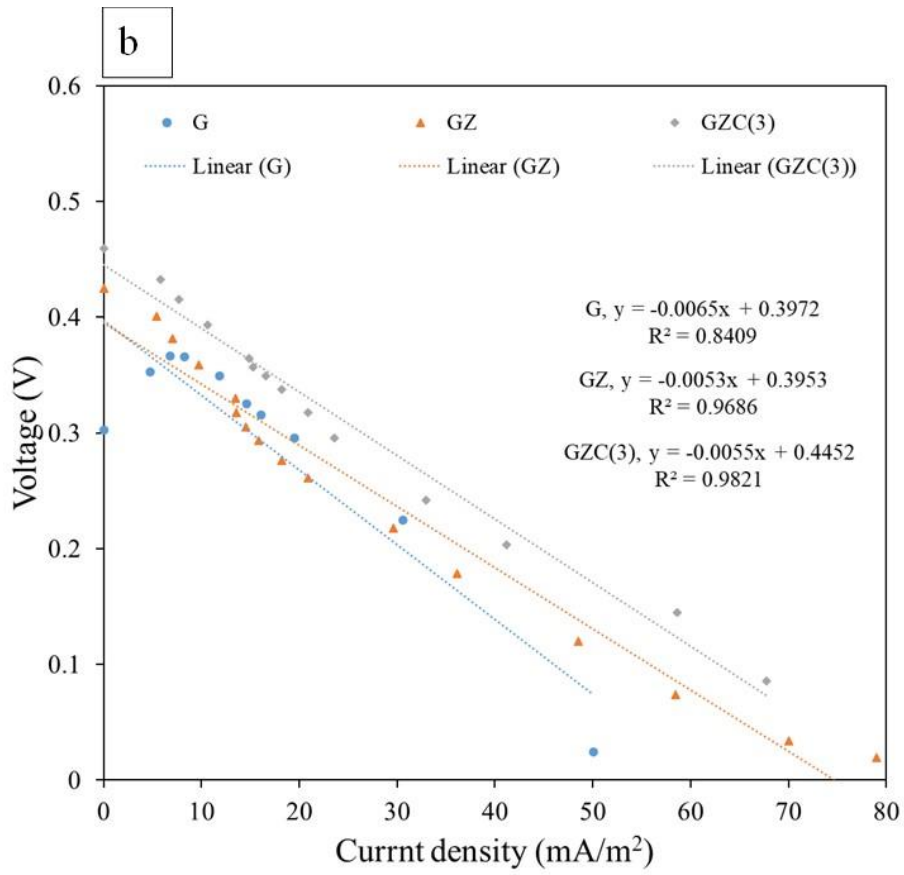 b
0.6
0.5
0.4
0.3
0.2
0.1
0
G
GZ
GZC(3)
Linear (G)
Linear (GZ)
Linear (GZC(3))
G, y = -0.0065x + 0.3972
R² = 0.8409
GZ, y = -0.0053x + 0.3953
R² = 0.9686
GZC(3), y = -0.0055x + 0.4452
R² = 0.9821
Voltage (V)
0 10 20 30 40 50 60 70 80
Currnt density (mA/m²)